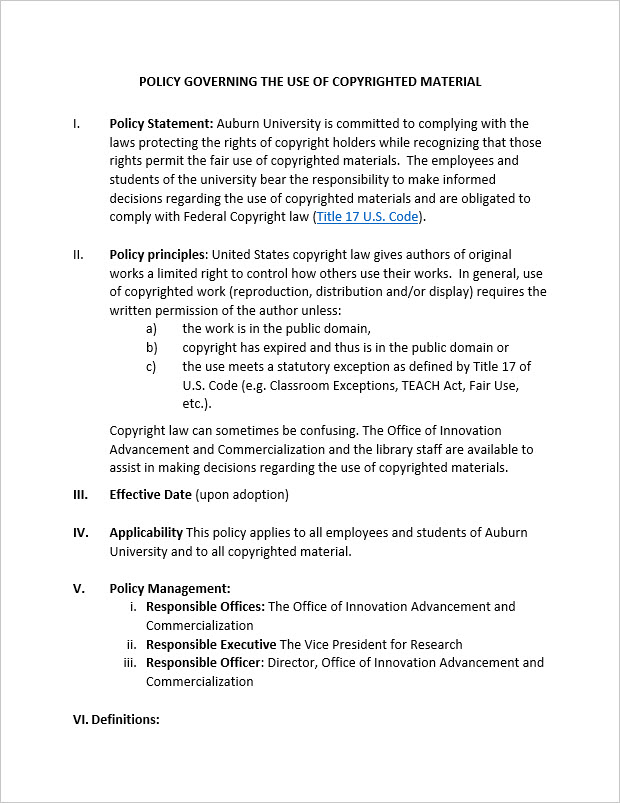 POLICY GOVERNING THE USE OF COPYRIGHTED MATERIAL
I. Policy Statement: Auburn University is committed to complying with the
laws protecting the rights of copyright holders while recognizing that those
rights permit the fair use of copyrighted materials. The employees and
students of the university bear the responsibility to make informed
decisions regarding the use of copyrighted materials and are obligated to
comply with Federal Copyright law (Title 17 U.S. Code).
II. Policy principles: United States copyright law gives authors of original
works a limited right to control how others use their works. In general, use
of copyrighted work (reproduction, distribution and/or display) requires the
written permission of the author unless:
a) the work is in the public domain,
b) copyright has expired and thus is in the public domain or
c) the use meets a statutory exception as defined by Title 17 of
U.S. Code (e.g. Classroom Exceptions, TEACH Act, Fair Use,
etc.).
Copyright law can sometimes be confusing. The Office of Innovation
Advancement and Commercialization and the library staff are available to
assist in making decisions regarding the use of copyrighted materials.
III. Effective Date (upon adoption)
IV. Applicability This policy applies to all employees and students of Auburn
University and to all copyrighted material.
V. Policy Management:
i. Responsible Offices: The Office of Innovation Advancement and
Commercialization
ii. Responsible Executive The Vice President for Research
iii. Responsible Officer: Director, Office of Innovation Advancement and
Commercialization
VI. Definitions: